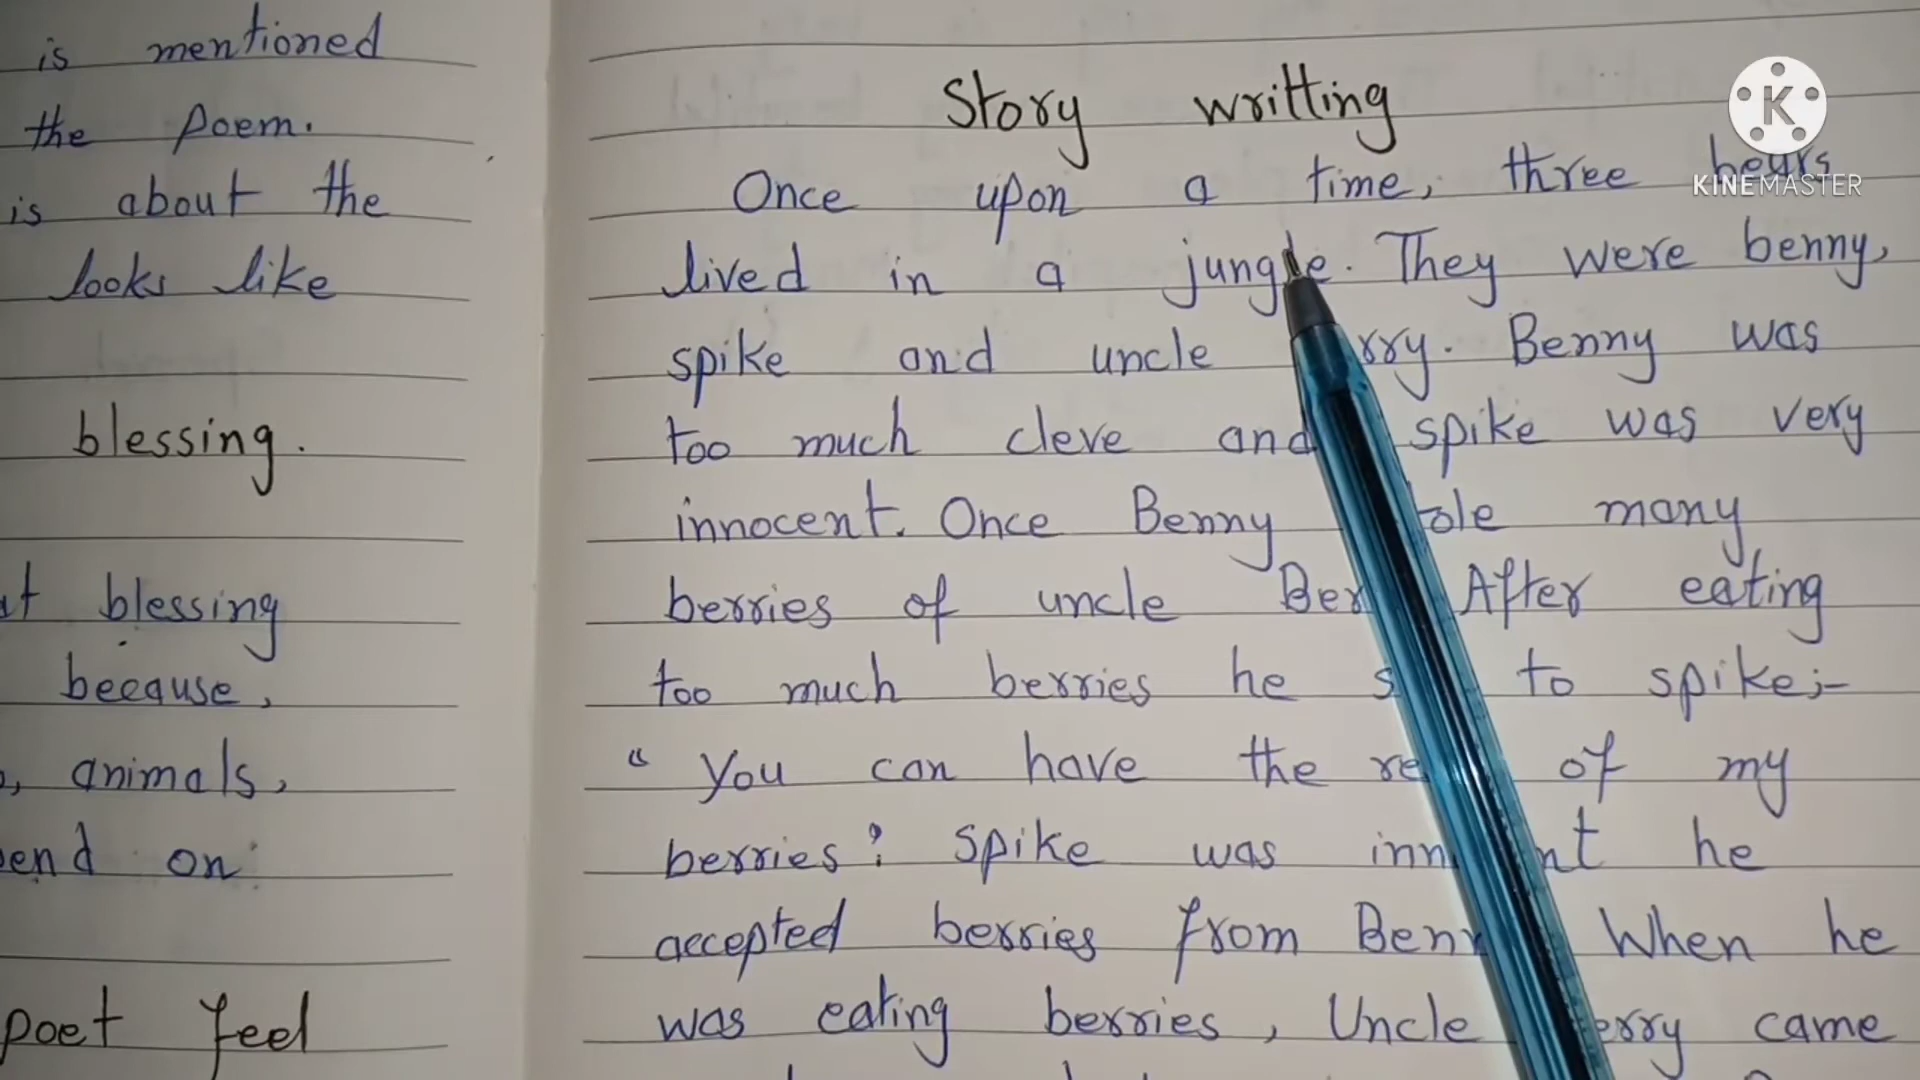 is mentioned
the poem.
is about the
looks like
blessing.
blessing
because,
animals,
on
poet feel
Story writting
Once upon a time, three bears
lived in a jungle. They were benny,
spike and uncle Benny was
too much cleve and spike was very
innocent. Once Benny many
berries of uncle After eating
too much berries he to spike;-
“ You can have the of my
berries" Spike was he
accepted berries from When he
was eating berries, Uncle came
K
KINEMASTER